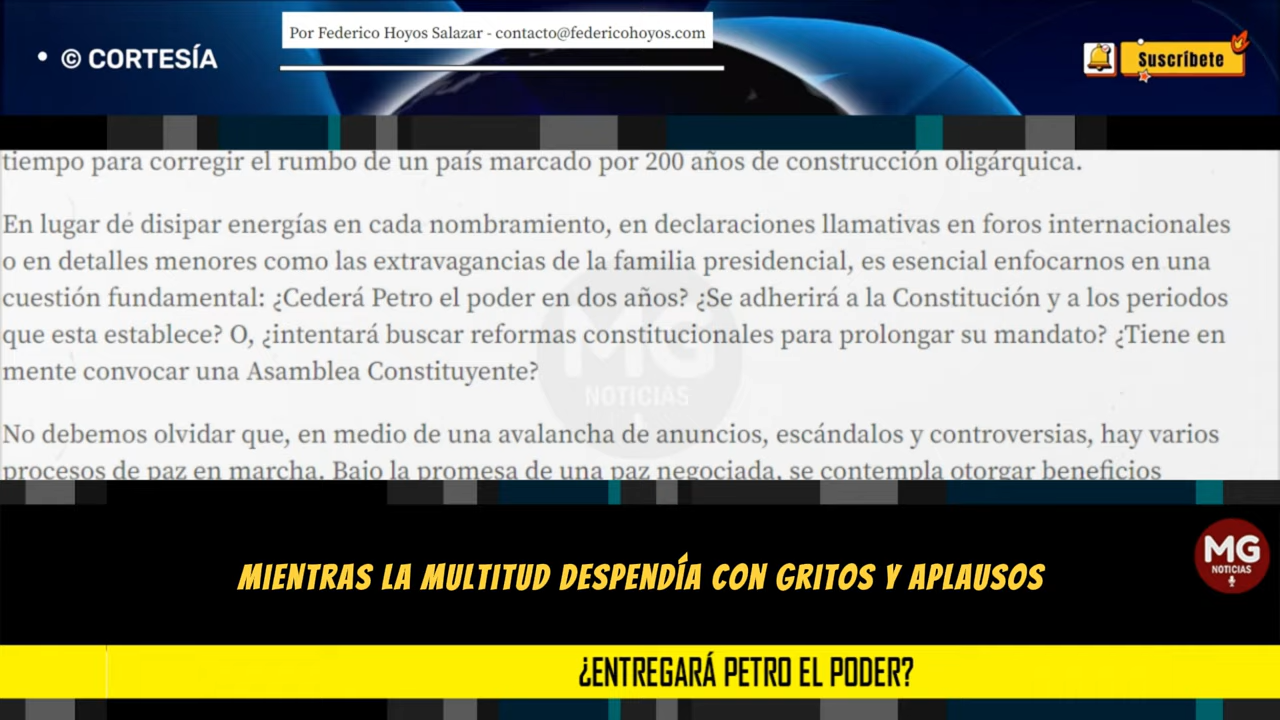 Por Federico Hoyos Salazar - contacto@federicohoyos.com
• © CORTESÍA
Suscríbete
tiempo para corregir el rumbo de un país marcado por 200 años de construcción oligárquica.
En lugar de disipar energías en cada nombramiento, en declaraciones llamativas en foros internacionales
o en detalles menores como las extravagancias de la familia presidencial, es esencial enfocarnos en una
cuestión fundamental: ¿Cederá Petro el poder en dos años? ¿Se adherirá a la Constitución y a los periodos
que esta establece? O, ¿intentará buscar reformas constitucionales para prolongar su mandato? ¿Tiene en
mente convocar una Asamblea Constituyente?
MG
NOTICIAS
No debemos olvidar que, en medio de una avalancha de anuncios, escándalos y controversias, hay varios
procesos de paz en marcha. Bajo la promesa de una paz negociada, se contempla otorgar beneficios
MG
NOTICIAS
MIENTRAS LA MULTITUD DESPENDÍA CON GRITOS Y APLAUSOS
¿ENTREGARÁ PETRO EL PODER?